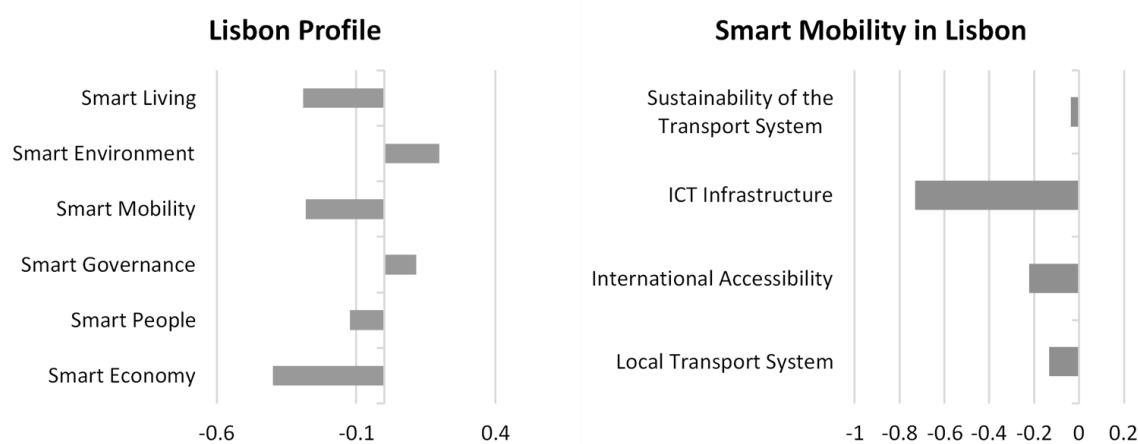 Lisbon Profile
Smart Living
Smart Environment
Smart Mobility
Smart Governance
Smart People
Smart Economy
-0.6 -0.1 0.4
Smart Mobility in Lisbon
Sustainability of the
Transport System
ICT Infrastructure
International Accessibility
Local Transport System
-1 -0.8 -0.6 -0.4 -0.2 0 0.2